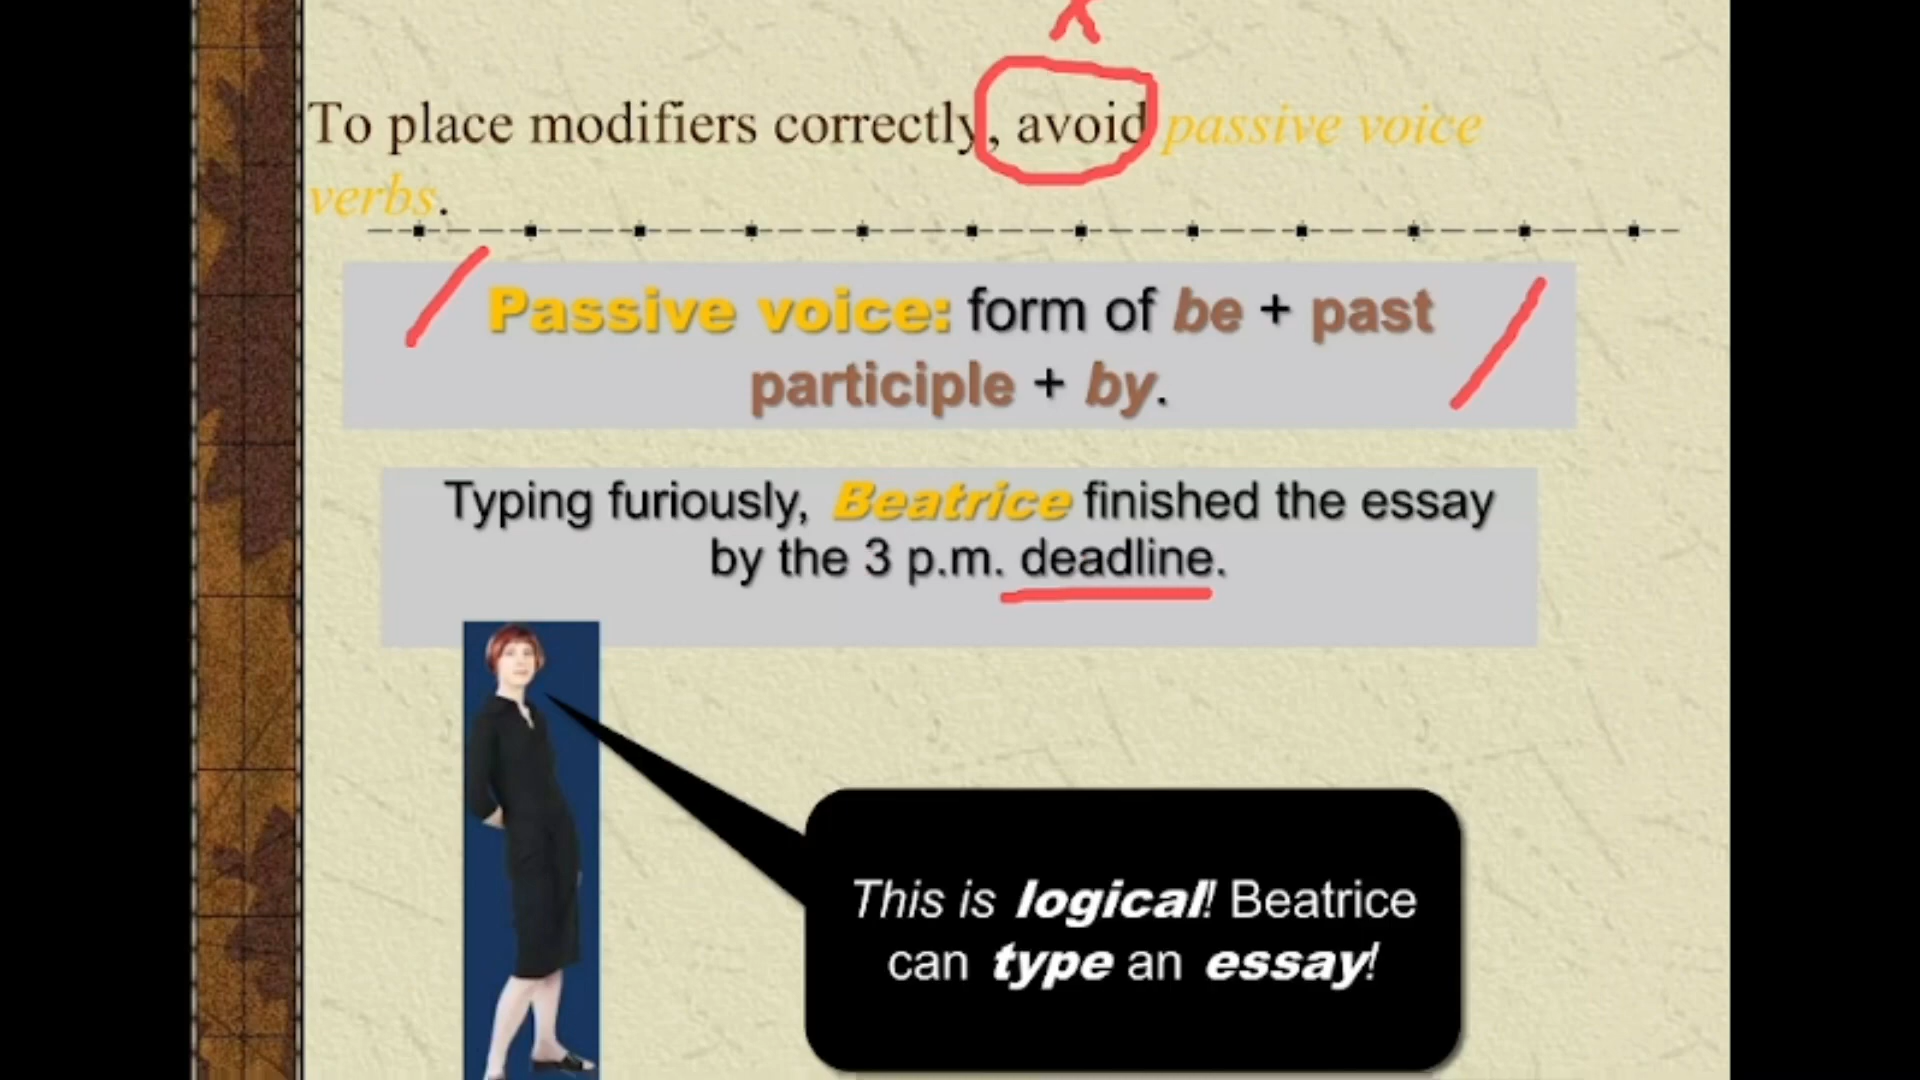 To place modifiers correctly, avoid passive voice
verbs.
Passive voice: form of be + past
participle + by.
Typing furiously, Beatrice finished the essay
by the 3 p.m. deadline.
This is logical! Beatrice
can type an essay!